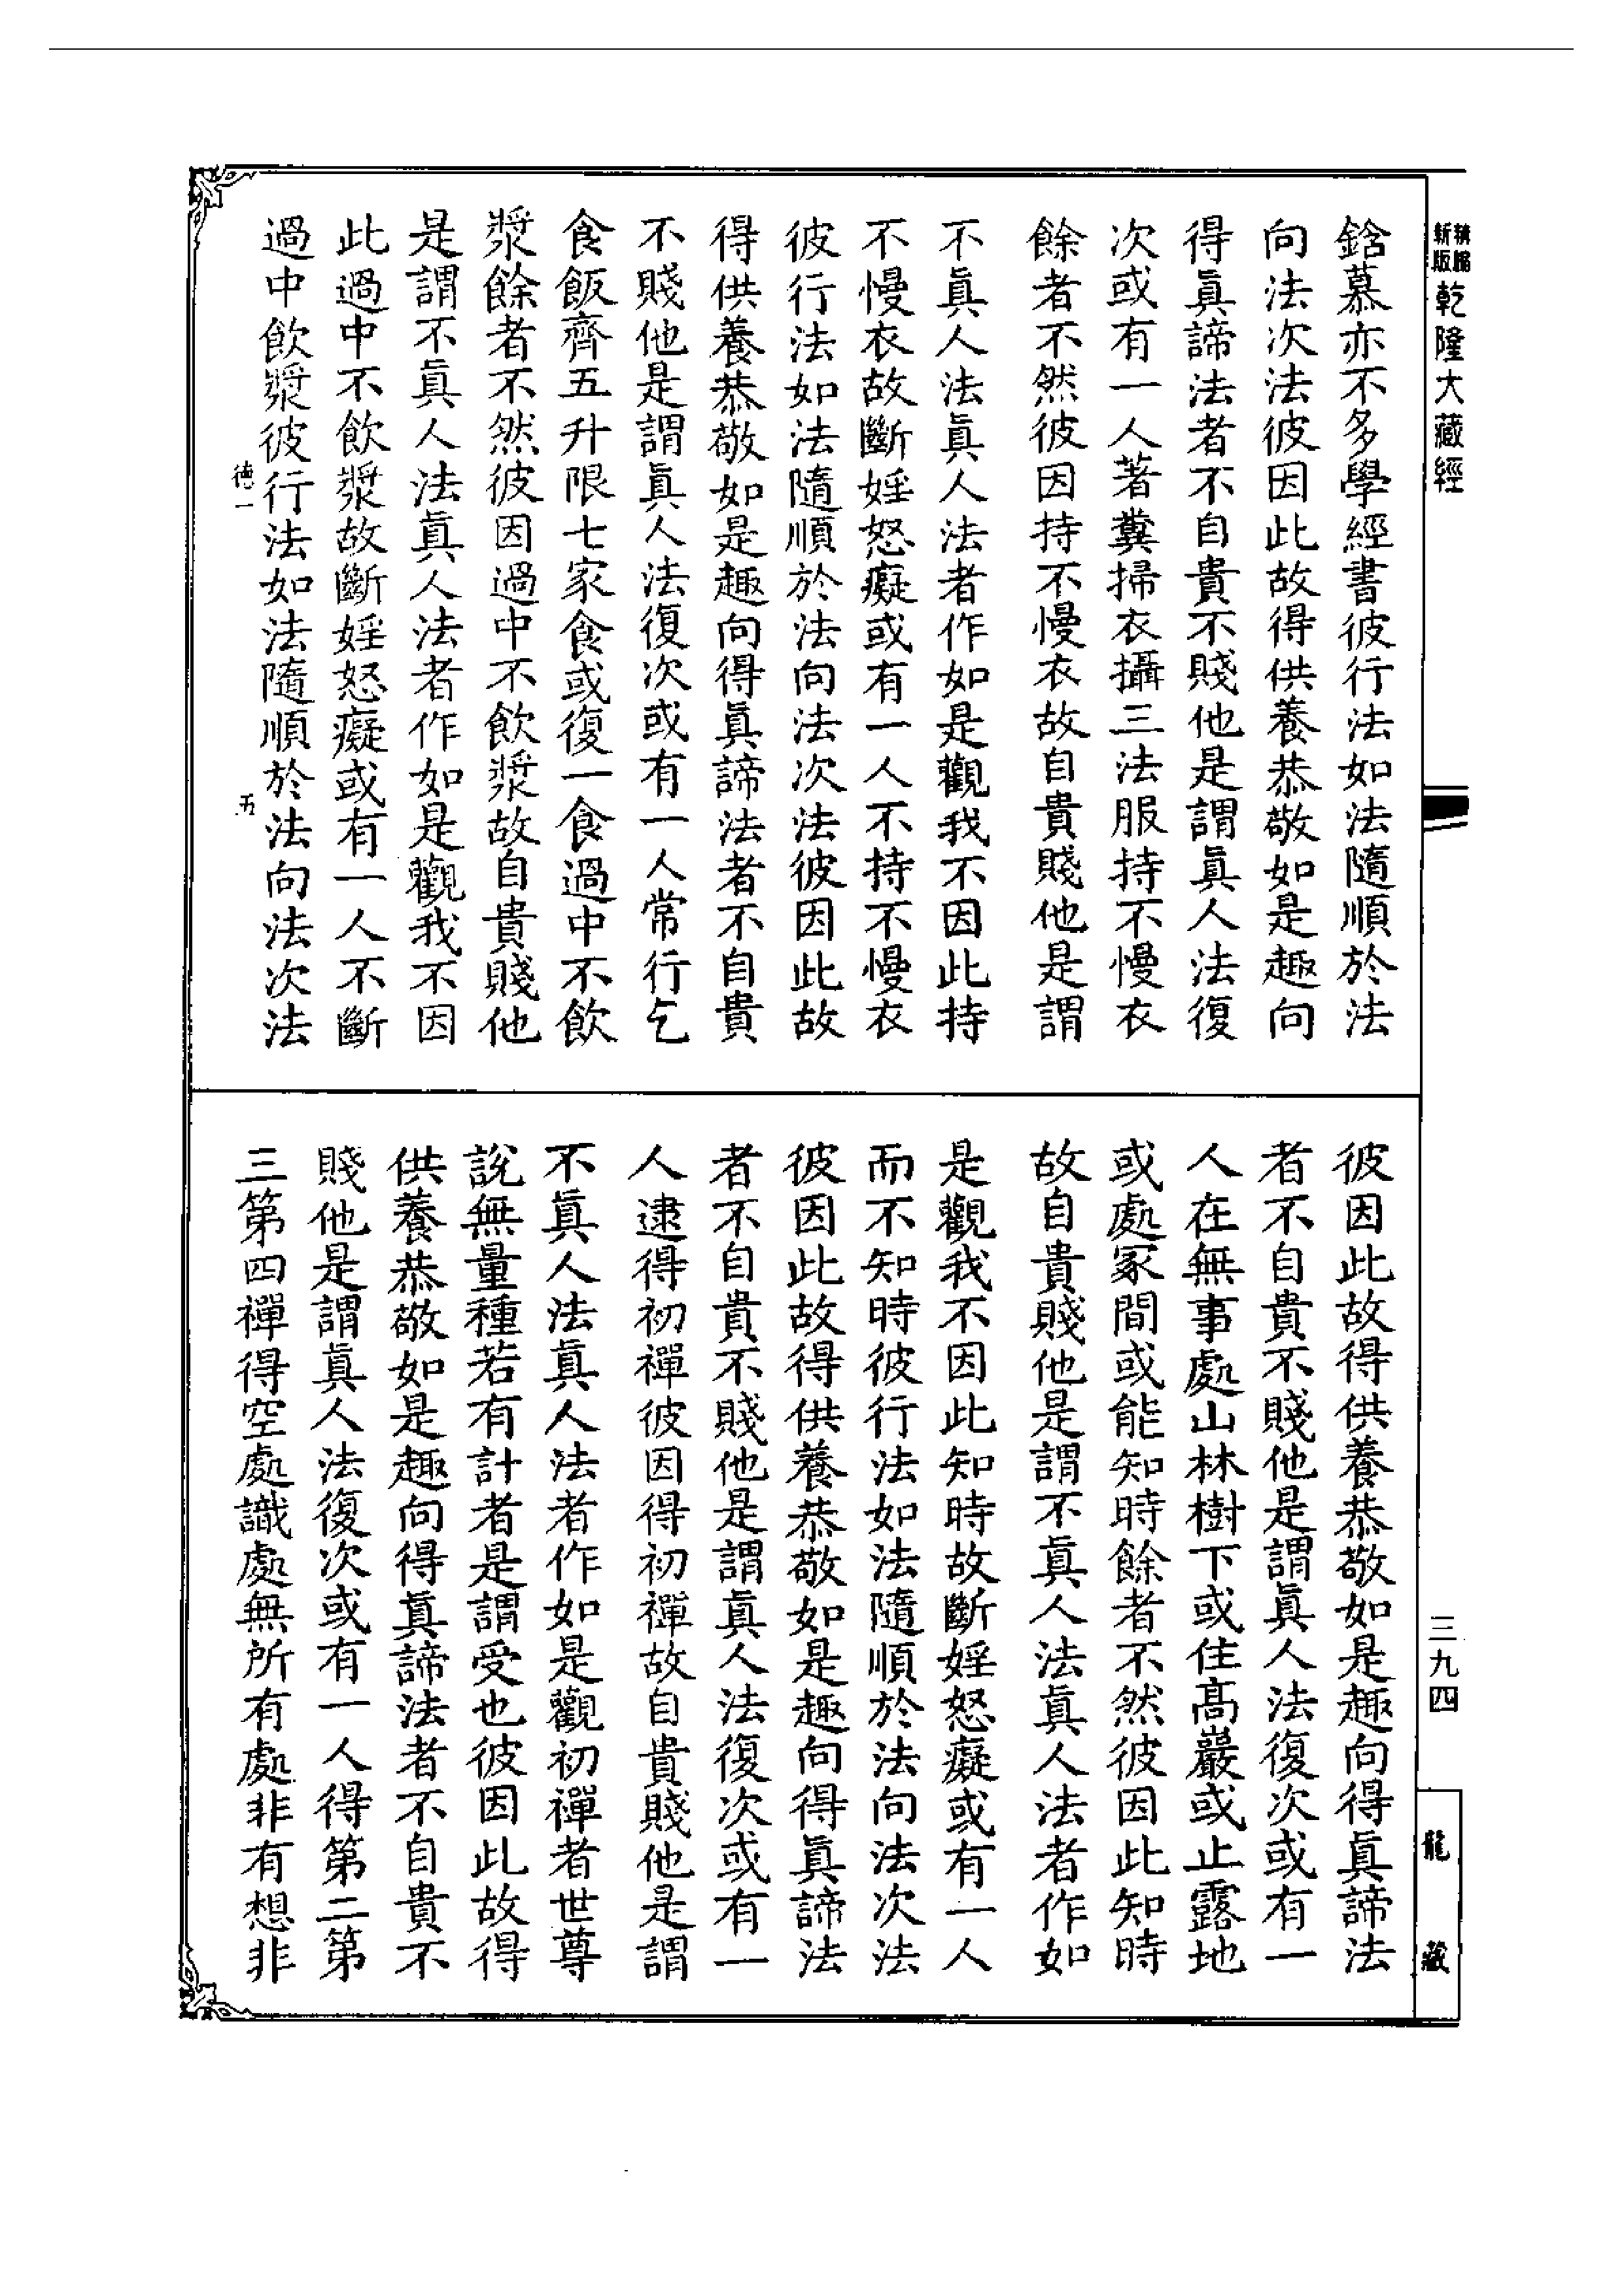 精縮
新版
乾隆大藏經
鋡慕亦不多學經書彼行法如法隨順於法
向法次法彼因此故得供養恭敬如是趣向
得眞諦法者不自貴不賤他是謂眞人法復
次或有一人著糞掃衣攝三法服持不慢衣
餘者不然彼因持不慢衣故自貴賤他是謂
不眞人法眞人法者作如是觀我不因此持
不慢衣故斷婬怒癡或有一人不持不慢衣
彼行法如法隨順於法向法次法彼因此故
得供養恭敬如是趣向得眞諦法者不自貴
不賤他是謂眞人法復次或有一人常行乞
食飯齊五升限七家食或復一食過中不飲
漿餘者不然彼因過中不飲漿故自貴賤他
是謂不眞人法眞人法者作如是觀我不因
此過中不飲漿故斷婬怒癡或有一人不斷
過中飲漿彼行法如法隨順於法向法次法
德一
五
彼因此故得供養恭敬如是趣向得眞諦法
者不自貴不賤他是謂眞人法復次或有一
人在無事處山林樹下或住高巖或止露地
或處冢間或能知時餘者不然彼因此知時
故自貴賤他是謂不眞人法眞人法者作如
是觀我不因此知時故斷婬怒癡或有一人
而不知時彼行法如法隨順於法向法次法
彼因此故得供養恭敬如是趣向得眞諦法
者不自貴不賤他是謂眞人法復次或有一
人逮得初禪彼因得初禪故自貴賤他是謂
不眞人法眞人法者作如是觀初禪者世尊
說無量種若有計者是謂受也彼因此故得
供養恭敬如是趣向得眞諦法者不自貴不
賤他是謂眞人法復次或有一人得第二第
三第四禪得空處識處無所有處非有想非
三九四
龍藏